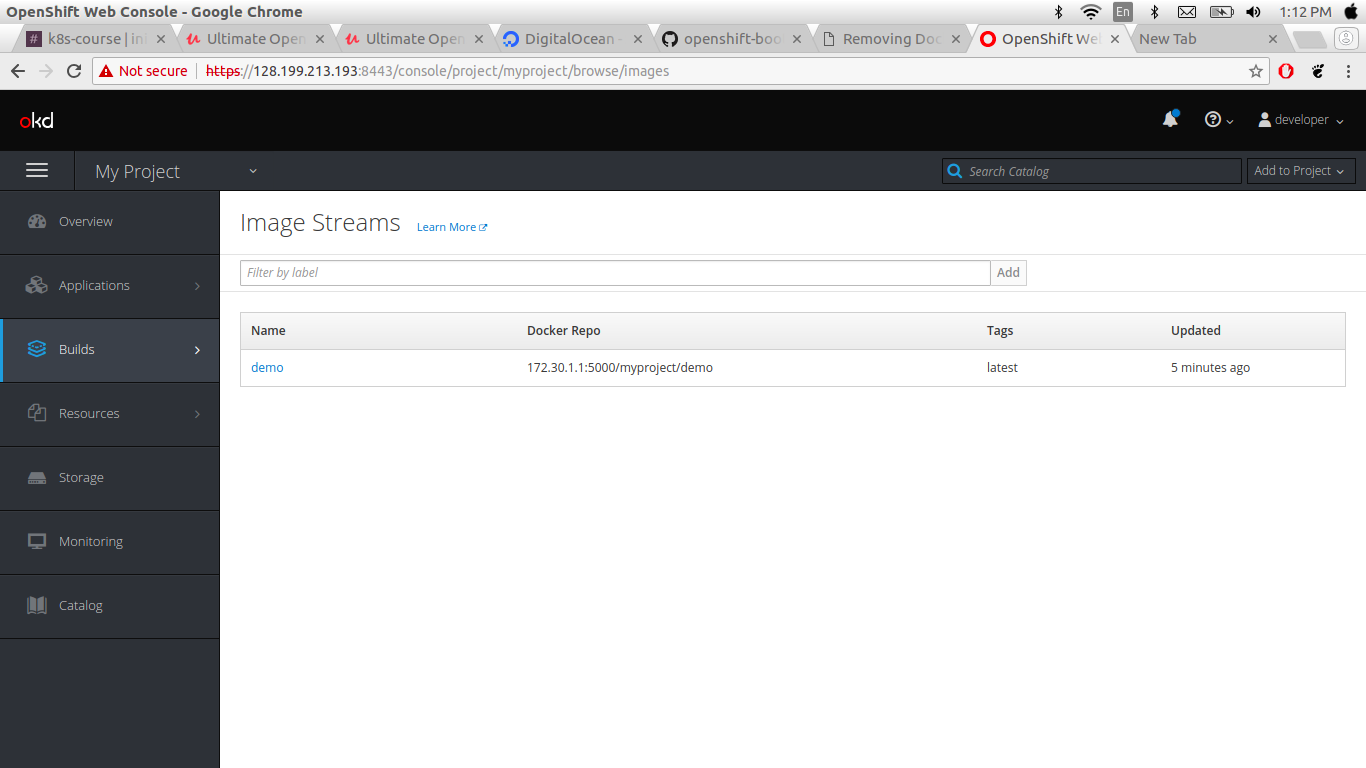 OpenShift Web Console - Google Chrome
En
1:12 PM
# k8s-course | in
Ultimate Open
Ultimate Open
DigitalOcean -
openshift-boo
Removing Doc
OpenShift Web
New Tab
Not secure
https://128.199.213.193:8443/console/project/myproject/browse/images
okd
developer
My Project
Search Catalog
Add to Project
Overview
Applications
Builds
Resources
Storage
Monitoring
Catalog
Image Streams
Learn More
Filter by label
Add
Name Docker Repo Tags Updated
demo 172.30.1.1:5000/myproject/demo latest 5 minutes ago